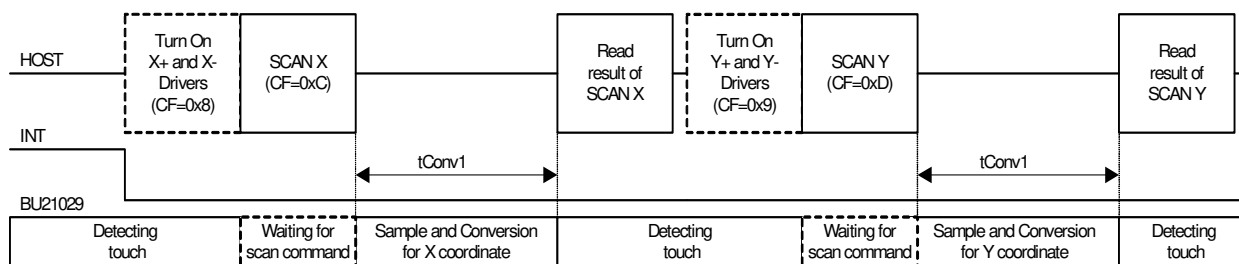 HOST
Turn On
X+ and X-
Drivers
(CF=0x8)
SCAN X
(CF=0xC)
Read
result of
SCAN X
Turn On
Y+ and Y-
Drivers
(CF=0x9)
SCAN Y
(CF=0xD)
Read
result of
SCAN Y
INT
tConv1
tConv1
BU21029
Detecting
touch
Waiting for
scan command
Sample and Conversion
for X coordinate
Detecting
touch
Waiting for
scan command
Sample and Conversion
for Y coordinate
Detecting
touch